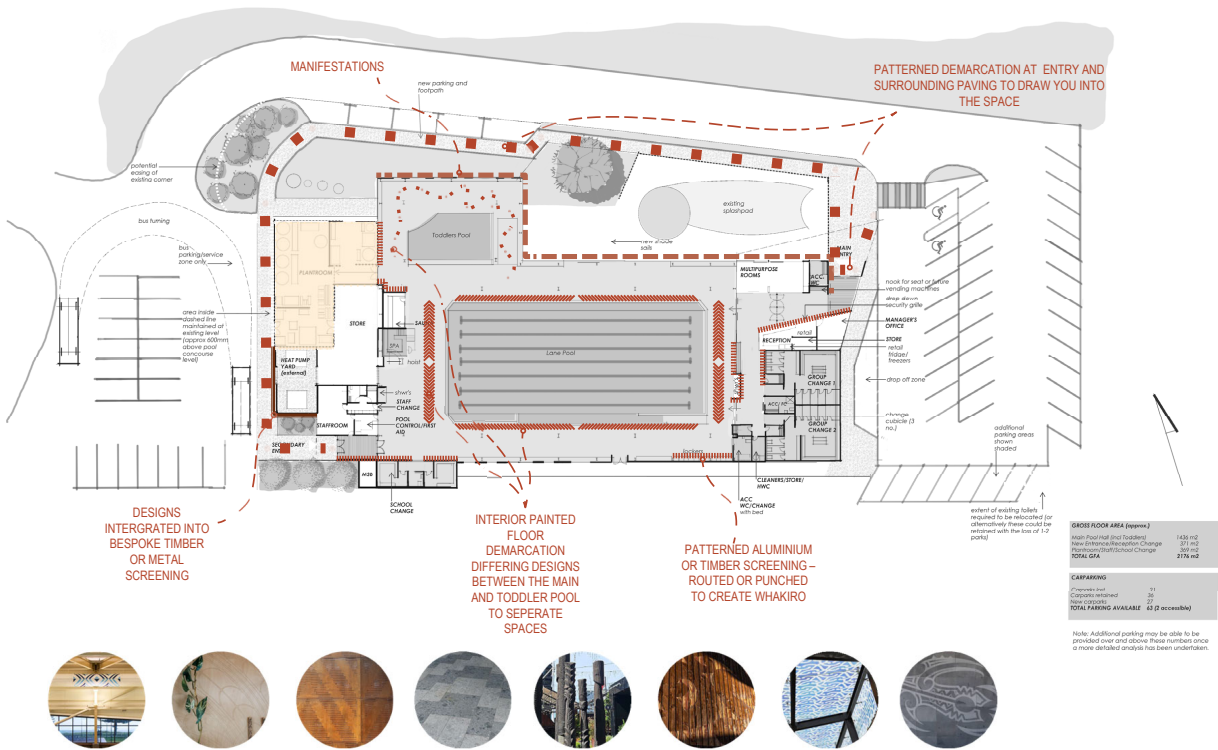 MANIFESTATIONS
PATTERNED DEMARCATION AT ENTRY AND
SURROUNDING PAVING TO DRAW YOU INTO
THE SPACE
new parking and
footpath
potential
easing of
existing corner
bus turning
bus
parking/service
zone only
area inside
dashed line
maintained at
existing level
(approx 600mm
above pool
concourse
level)
PLANTROOM
Toddlers Pool
existing
splashpad
new shade
sails
MULTIPURPOSE
ROOMS
ACC.
WC
MAIN
ENTRY
nook for seat or future
vending machines
drop down
security grille
MANAGER'S
OFFICE
retail
RECEPTION
STORE
retail
fridge/
freezers
drop off zone
STORE
SAUNA
SPA
hoist
Lane Pool
HEAT PUMP
YARD
(external)
shwr's
STAFF
CHANGE
STAFFROOM
POOL
CONTROL/FIRST
AID
GROUP
CHANGE 1
GROUP
CHANGE 2
change
cubicle (3
no.)
additional
parking areas
shown
shaded
SECONDARY
lockers
CLEANERS/STORE/
HWC
ACC
WC/CHANGE
with bed
SCHOOL
CHANGE
extent of existing toilets
required to be relocated (or
alternatively these could be
retained with the loss of 1-2
parks)
DESIGNS
INTERGRATED INTO
BESPOKE TIMBER
OR METAL
SCREENING
INTERIOR PAINTED
FLOOR
DEMARCATION
DIFFERING DESIGNS
BETWEEN THE MAIN
AND TODDLER POOL
TO SEPERATE
SPACES
PATTERNED ALUMINIUM
OR TIMBER SCREENING –
ROUTED OR PUNCHED
TO CREATE WHAKIRO
GROSS FLOOR AREA (approx.)
Main Pool Hall (incl Toddlers) 1436 m2
New Entrance/Reception Change 371 m2
Plantroom/Staff/School Change 369 m2
TOTAL GFA 2176 m2
CARPARKING
Carparks lost 21
Carparks retained 36
New carparks 27
TOTAL PARKING AVAILABLE 63 (2 accessible)
Note: Additional parking may be able to be
provided over and above these numbers once
a more detailed analysis has been undertaken.